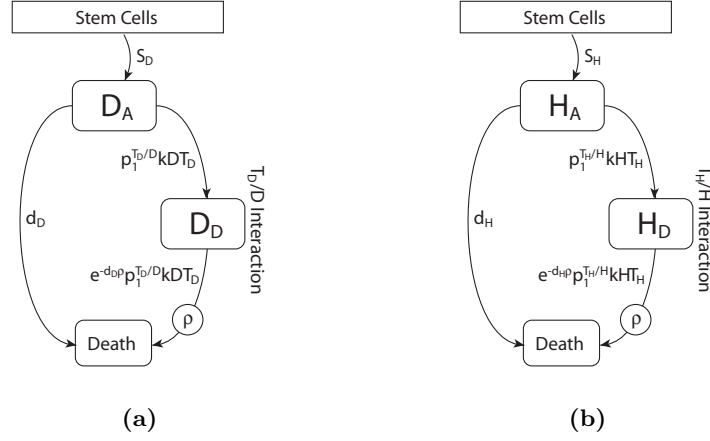 Stem Cells
S_D
D_A
p_1^{T_D/D}kDT_D
d_D
D_D
T_D/D Interaction
e^{-d_Dρ}p_1^{T_D/D}kDT_D
ρ
Death
(a)
Stem Cells
S_H
H_A
p_1^{T_H/H}kHT_H
d_H
H_D
I_H/H Interaction
e^{-d_Hρ}p_1^{T_H/H}kHT_H
ρ
Death
(b)